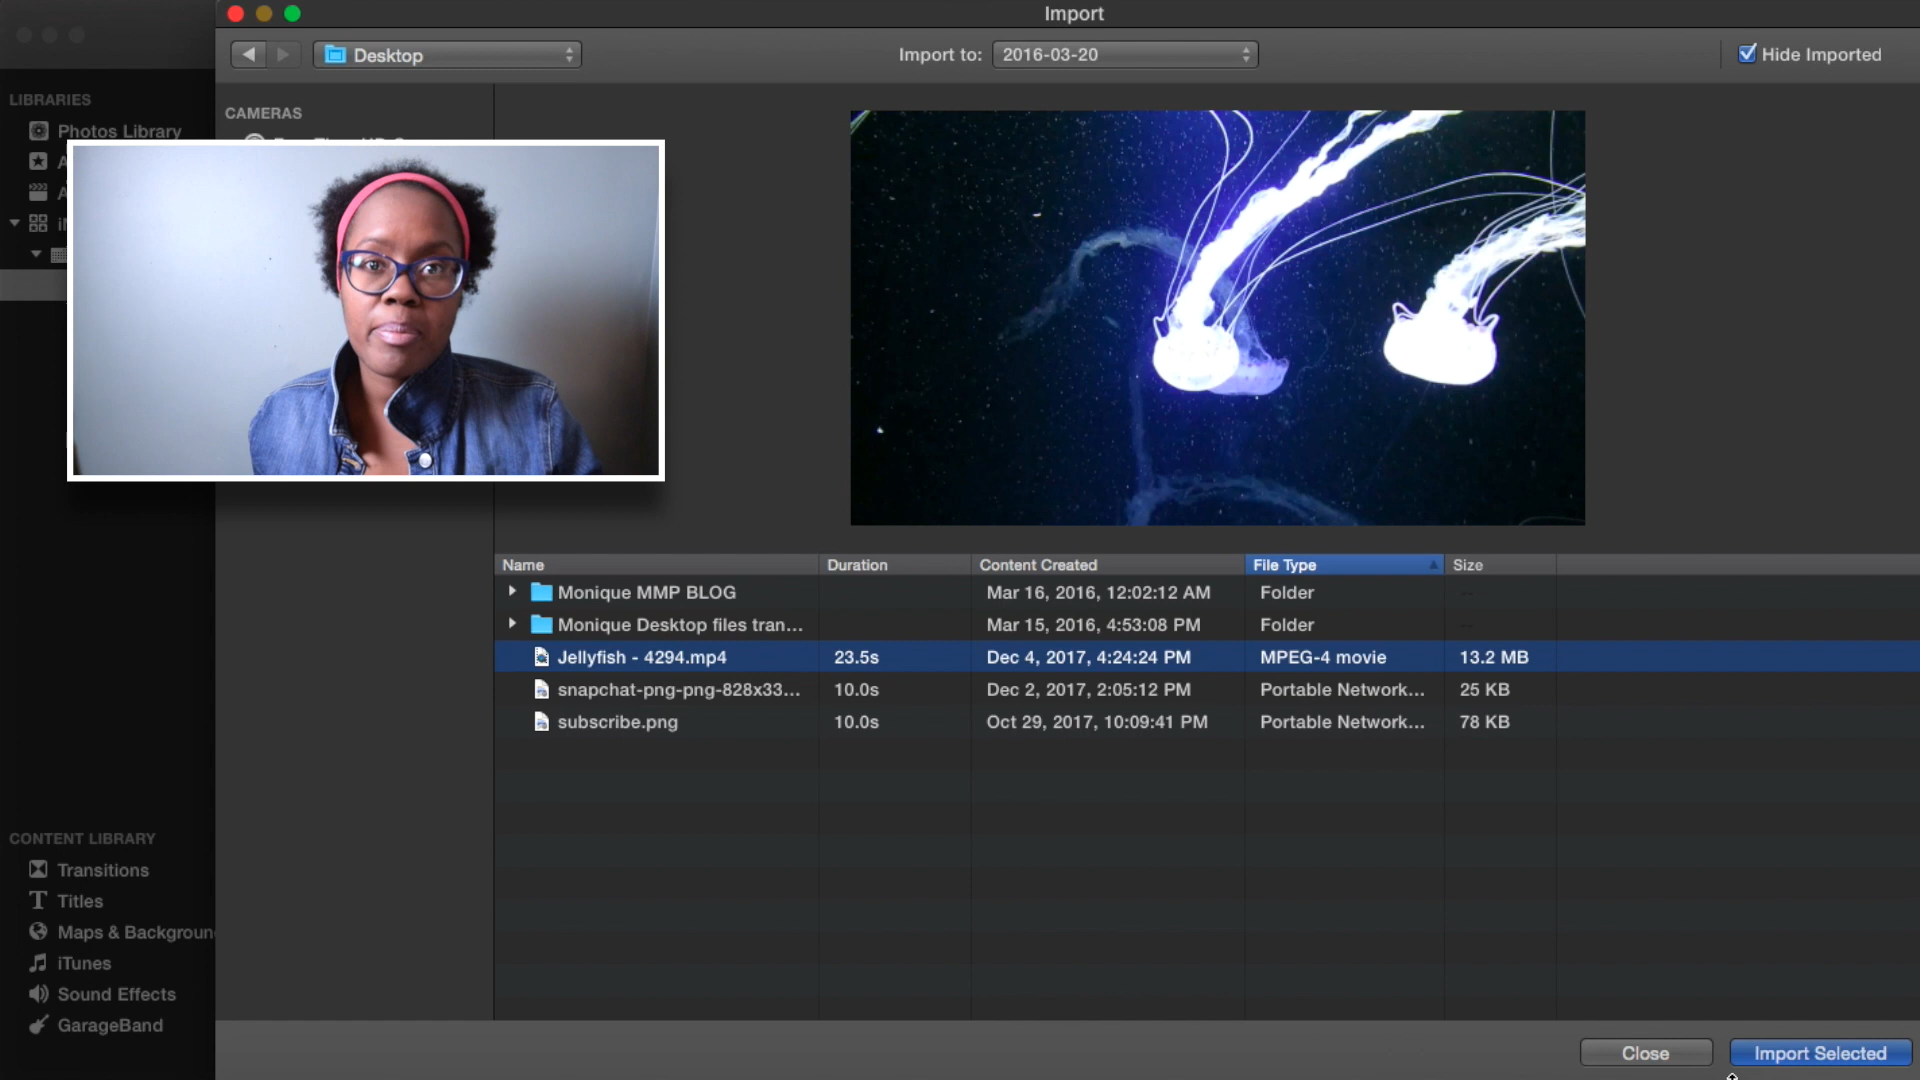 Import
Desktop
Import to: 2016-03-20
Hide Imported
LIBRARIES
Photos Library
CAMERAS
Name Duration Content Created File Type Size
Monique MMP BLOG Mar 16, 2016, 12:02:12 AM Folder --
Monique Desktop files tran... Mar 15, 2016, 4:53:08 PM Folder --
Jellyfish - 4294.mp4 23.5s Dec 4, 2017, 4:24:24 PM MPEG-4 movie 13.2 MB
snapchat-png-png-828x33... 10.0s Dec 2, 2017, 2:05:12 PM Portable Network... 25 KB
subscribe.png 10.0s Oct 29, 2017, 10:09:41 PM Portable Network... 78 KB
CONTENT LIBRARY
Transitions
Titles
Maps & Backgroun
iTunes
Sound Effects
GarageBand
Close
Import Selected